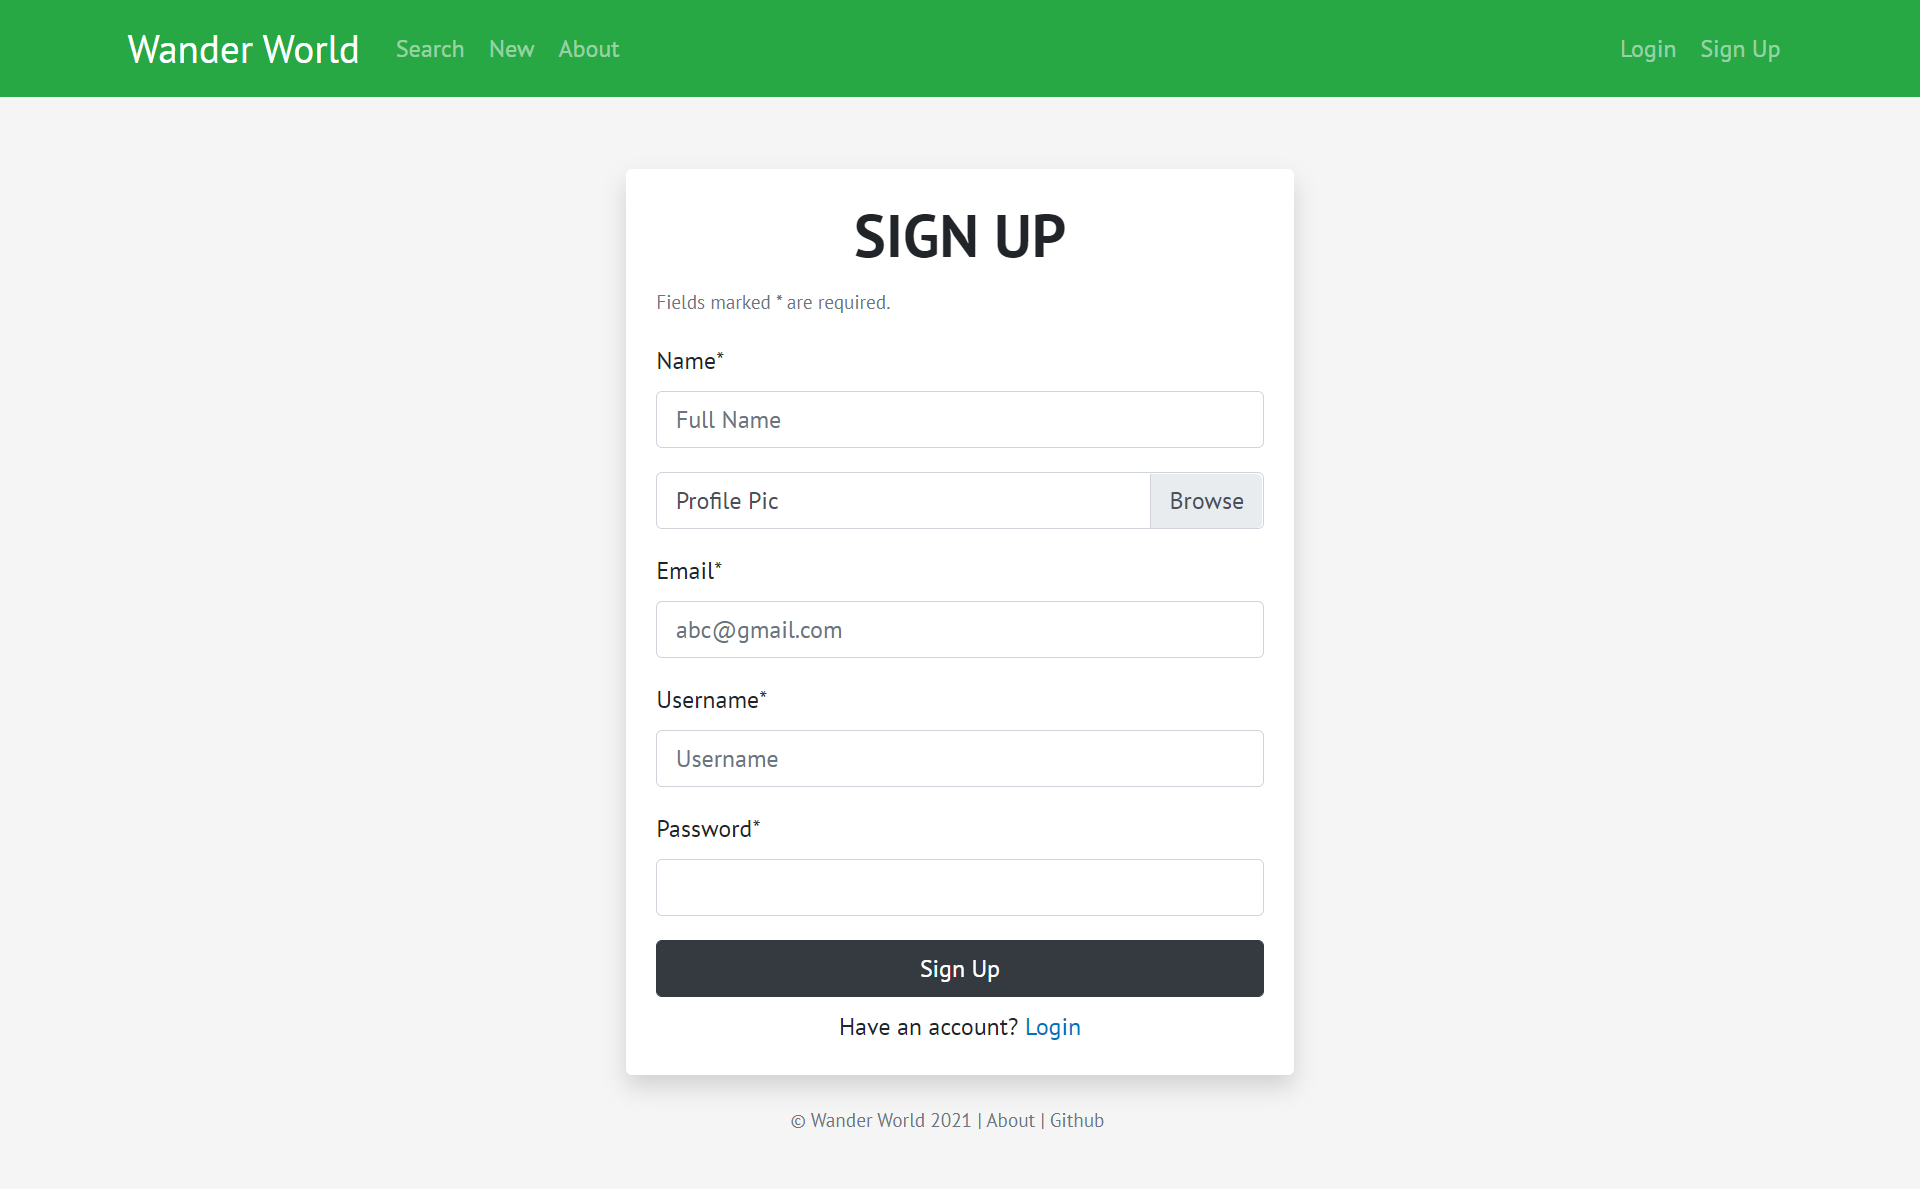 Wander World Search New About Login Sign Up
SIGN UP
Fields marked * are required.
Name*
Full Name
Profile Pic Browse
Email*
abc@gmail.com
Username*
Username
Password*
Sign Up
Have an account? Login
© Wander World 2021 | About | Github